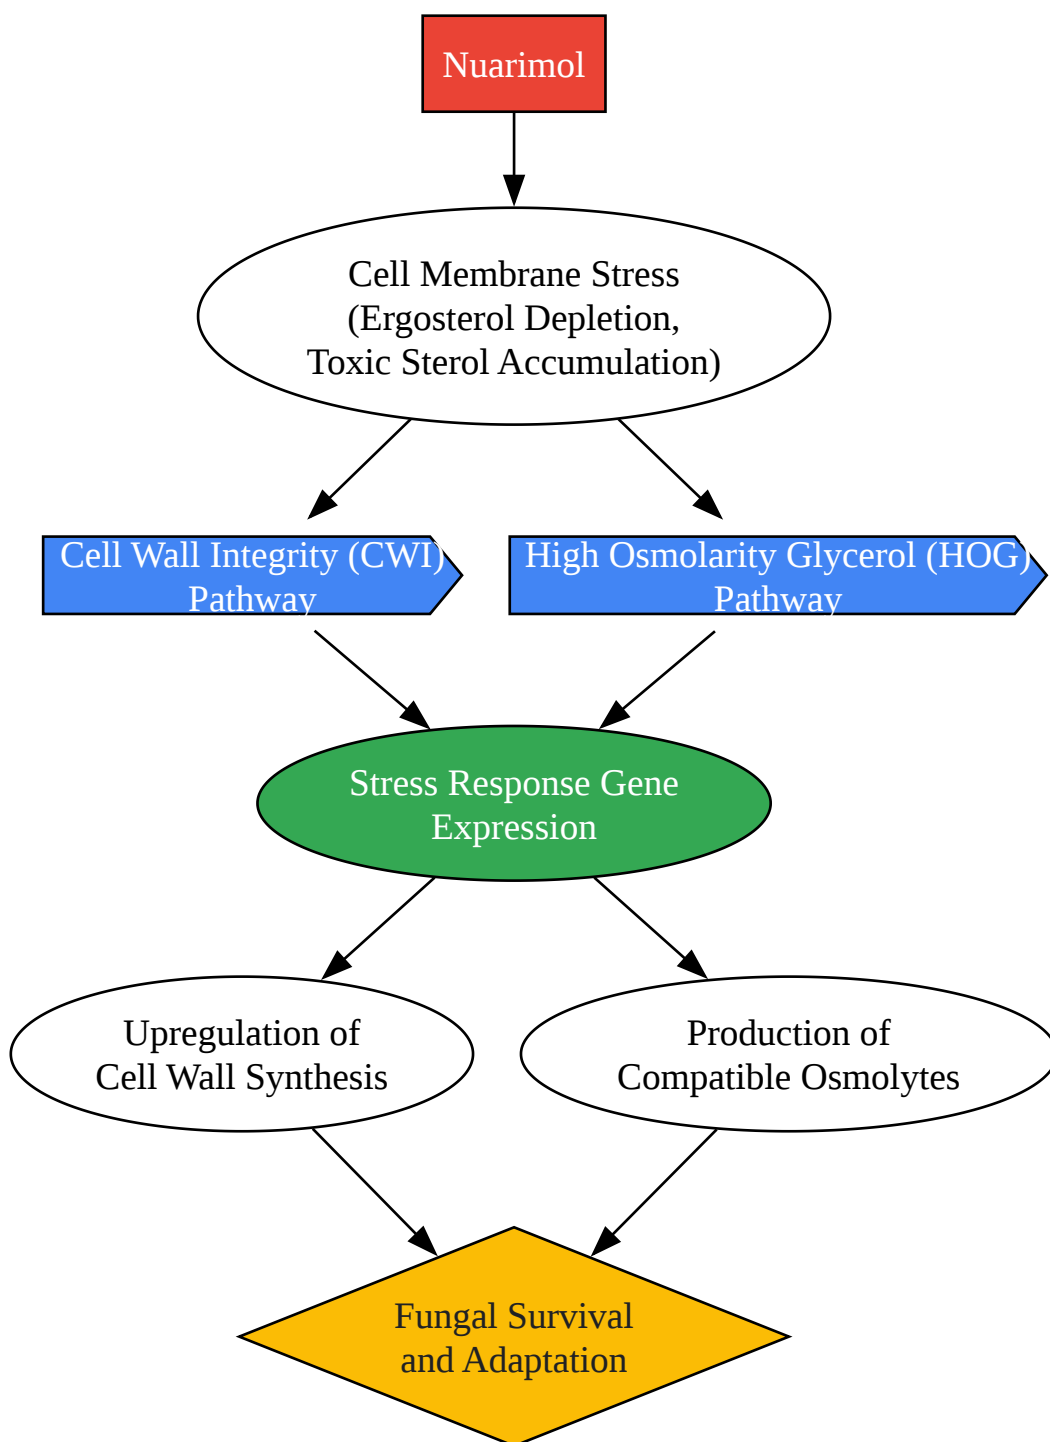 Nuarimol
Cell Membrane Stress
(Ergosterol Depletion,
Toxic Sterol Accumulation)
Cell Wall Integrity (CWI)
Pathway
High Osmolarity Glycerol (HOG)
Pathway
Stress Response Gene
Expression
Upregulation of
Cell Wall Synthesis
Production of
Compatible Osmolytes
Fungal Survival
and Adaptation